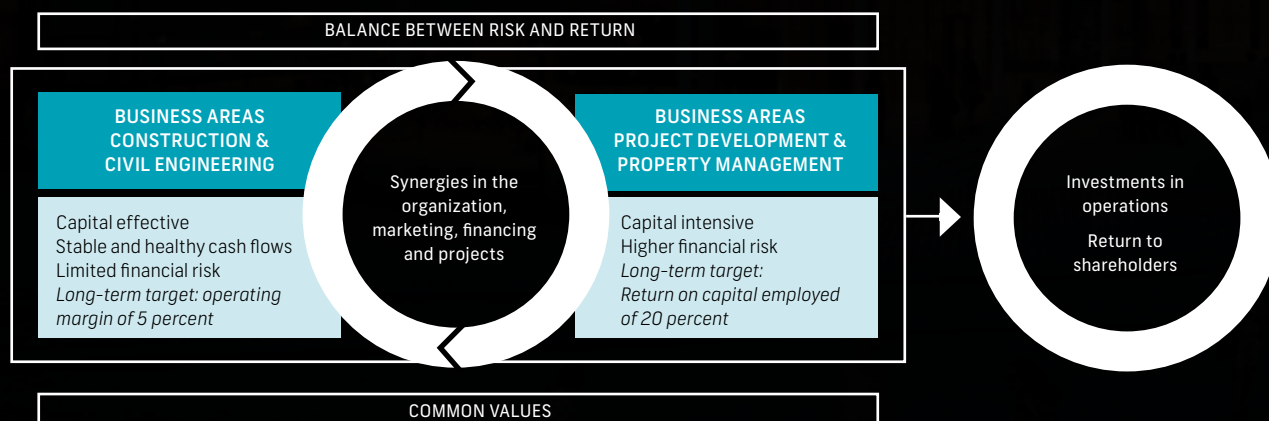 BALANCE BETWEEN RISK AND RETURN
BUSINESS AREAS
CONSTRUCTION &
CIVIL ENGINEERING
Capital effective
Stable and healthy cash flows
Limited financial risk
Long-term target: operating
margin of 5 percent
Synergies in the
organization,
marketing, financing
and projects
BUSINESS AREAS
PROJECT DEVELOPMENT &
PROPERTY MANAGEMENT
Capital intensive
Higher financial risk
Long-term target:
Return on capital employed
of 20 percent
Investments in
operations
Return to
shareholders
COMMON VALUES